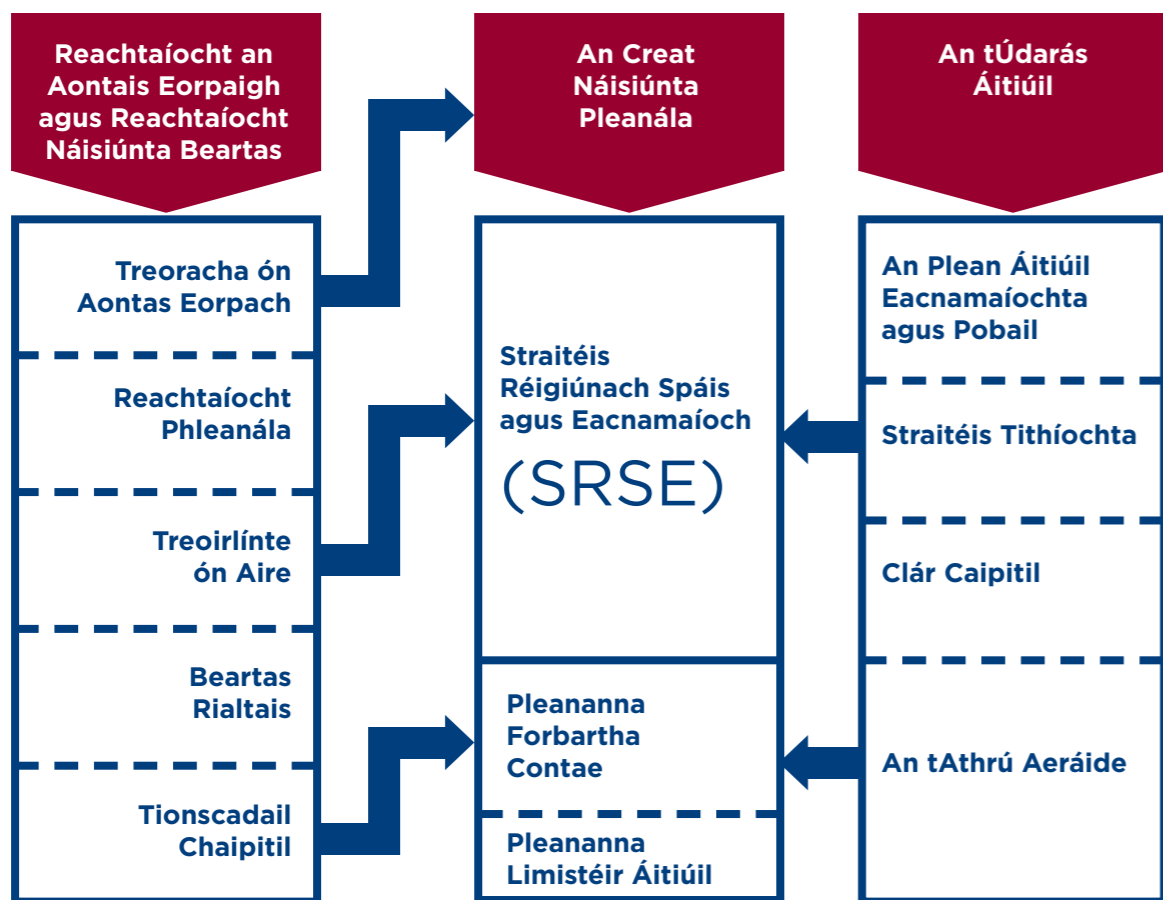 Reachtaíocht an
Aontais Eorpaigh
agus Reachtaíocht
Náisiúnta Beartas
Treoracha ón
Aontas Eorpach
Reachtaíocht
Phleanála
Treoirlínte
ón Aire
Beartas
Rialtais
Tionscadail
Chaipitil
An Creat
Náisiúnta
Pleanála
Straitéis
Réigiúnach Spáis
agus Eacnamaíoch
(SRSE)
Pleananna
Forbartha
Contae
Pleananna
Limistéir Áitiúil
An tÚdarás
Áitiúil
An Plean Áitiúil
Eacnamaíochta
agus Pobail
Straitéis Tithíochta
Clár Caipitil
An tAthrú Aeráide